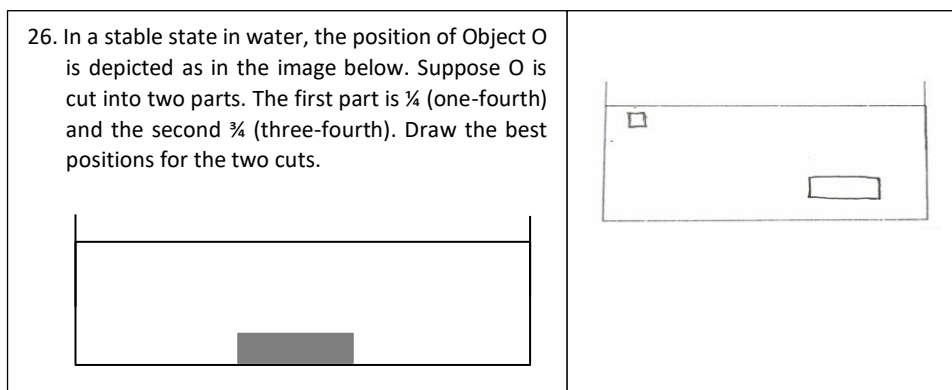 26. In a stable state in water, the position of Object O
is depicted as in the image below. Suppose O is
cut into two parts. The first part is ¼ (one-fourth)
and the second ¾ (three-fourth). Draw the best
positions for the two cuts.